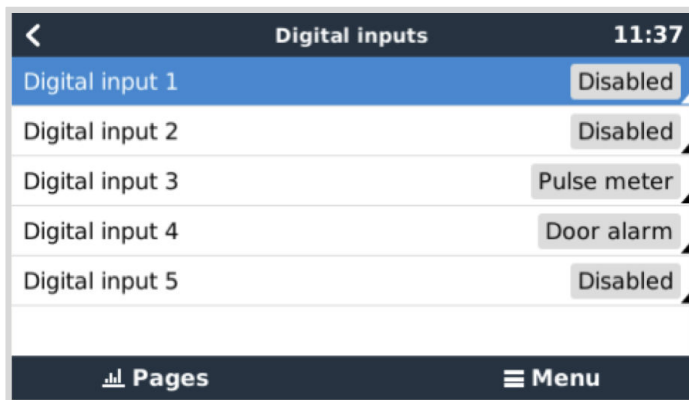 Digital inputs 11:37
Digital input 1 Disabled
Digital input 2 Disabled
Digital input 3 Pulse meter
Digital input 4 Door alarm
Digital input 5 Disabled
Pages Menu